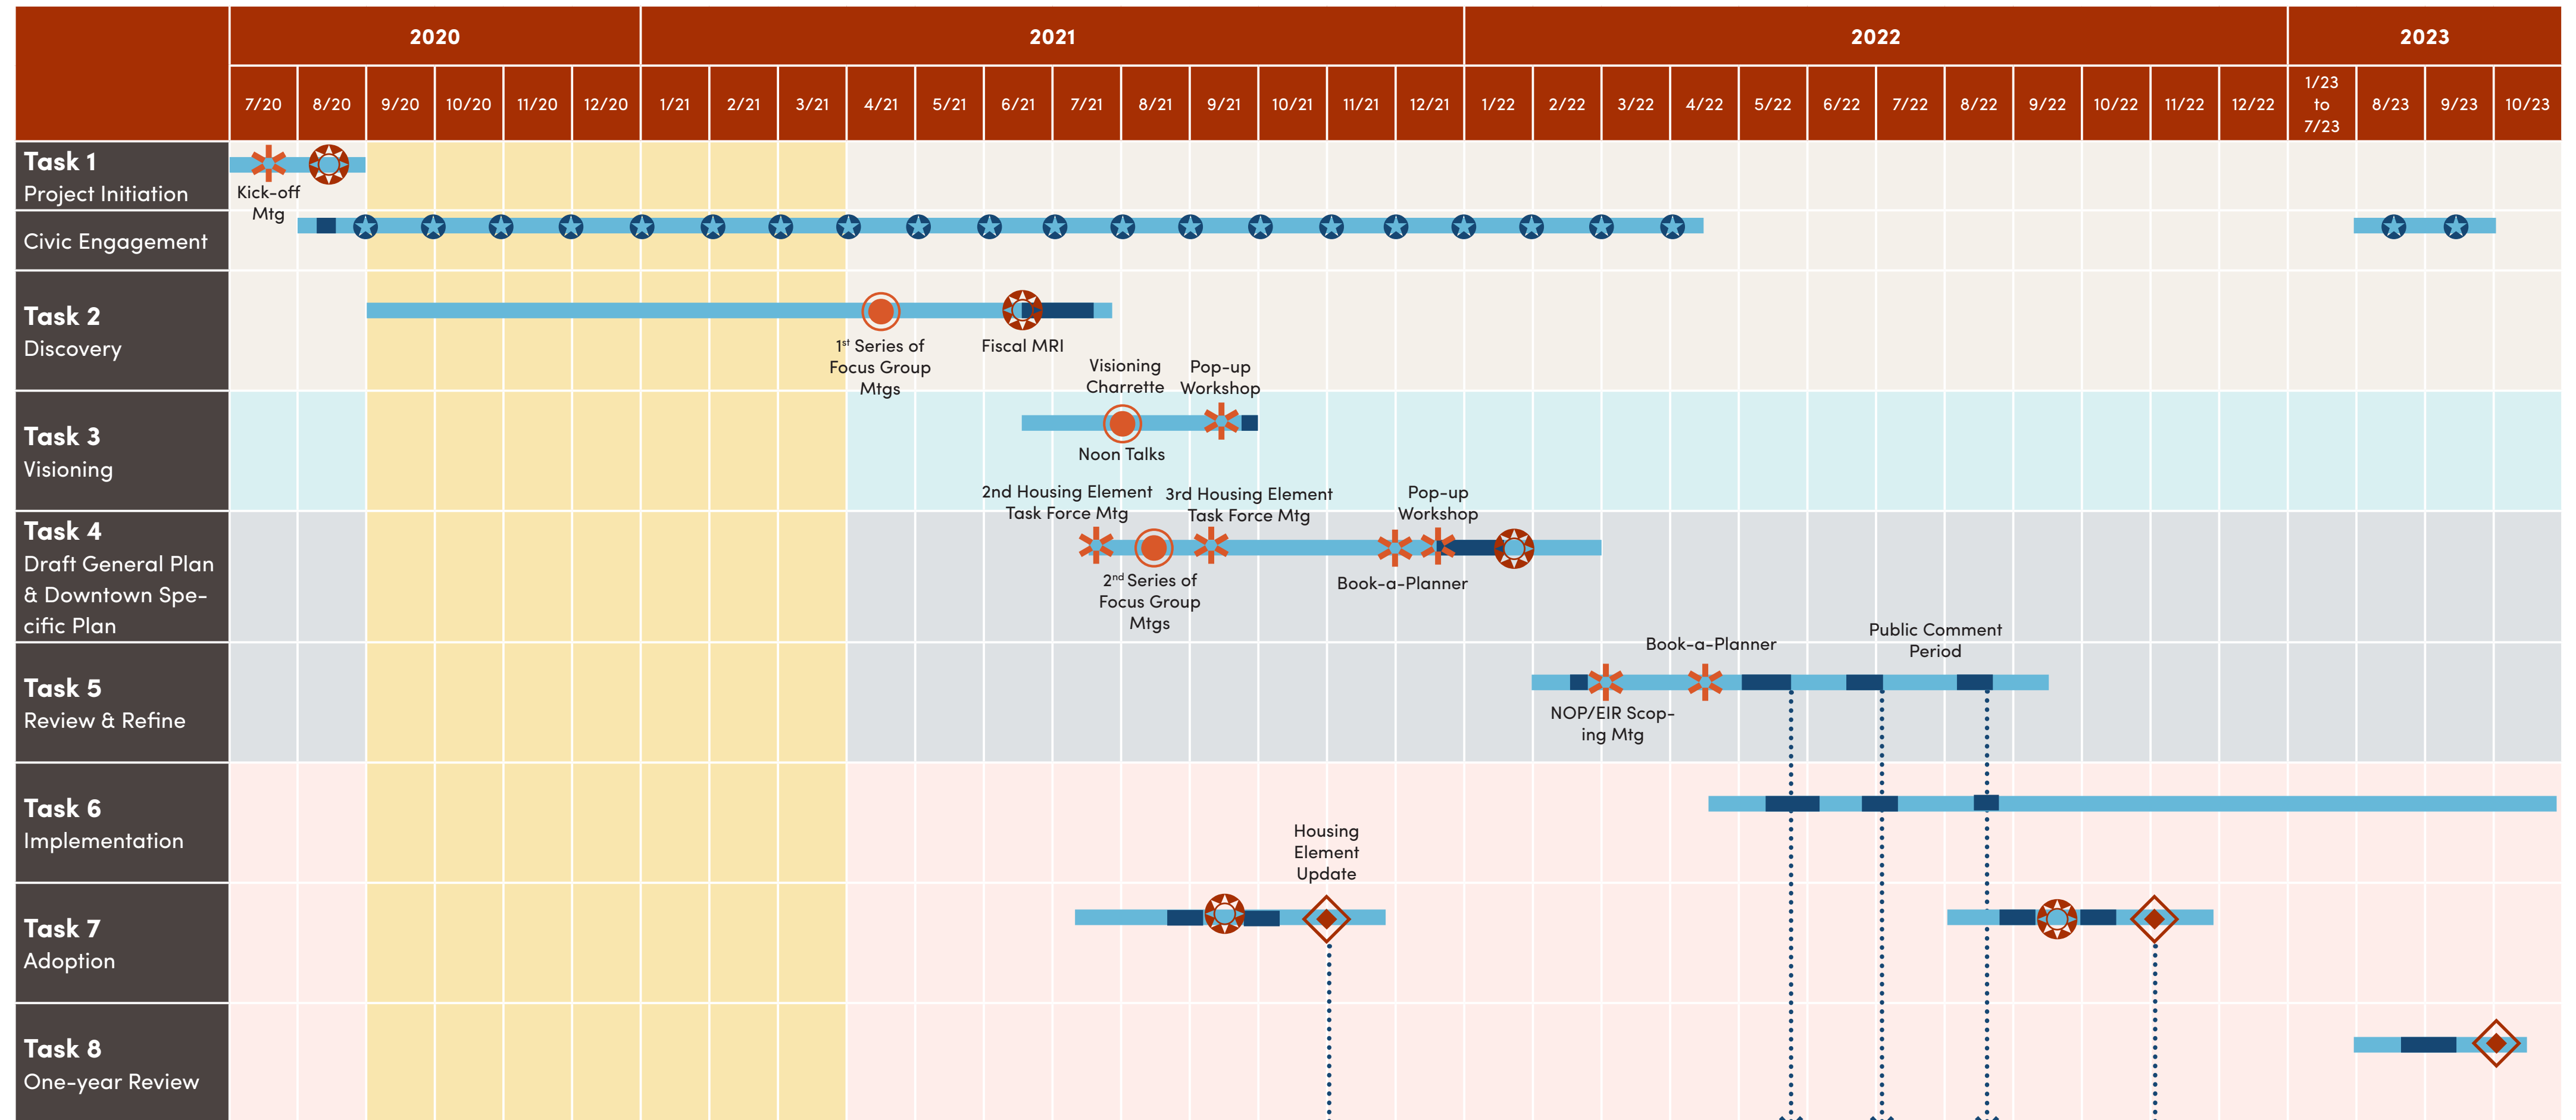 2020
2021
2022
2023
7/20
8/20
9/20
10/20
11/20
12/20
1/21
2/21
3/21
4/21
5/21
6/21
7/21
8/21
9/21
10/21
11/21
12/21
1/22
2/22
3/22
4/22
5/22
6/22
7/22
8/22
9/22
10/22
11/22
12/22
1/23
to
7/23
8/23
9/23
10/23
Task 1
Project Initiation
Kick-off
Mtg
Civic Engagement
Task 2
Discovery
1st Series of
Focus Group
Mtgs
Fiscal MRI
Task 3
Visioning
Visioning
Charrette
Pop-up
Workshop
Noon Talks
Task 4
Draft General Plan
& Downtown Spe-
cific Plan
2nd Housing Element
Task Force Mtg
3rd Housing Element
Task Force Mtg
Pop-up
Workshop
2nd Series of
Focus Group
Mtgs
Book-a-Planner
Task 5
Review & Refine
Book-a-Planner
Public Comment
Period
NOP/EIR Scop-
ing Mtg
Task 6
Implementation
Task 7
Adoption
Housing
Element
Update
Task 8
One-year Review